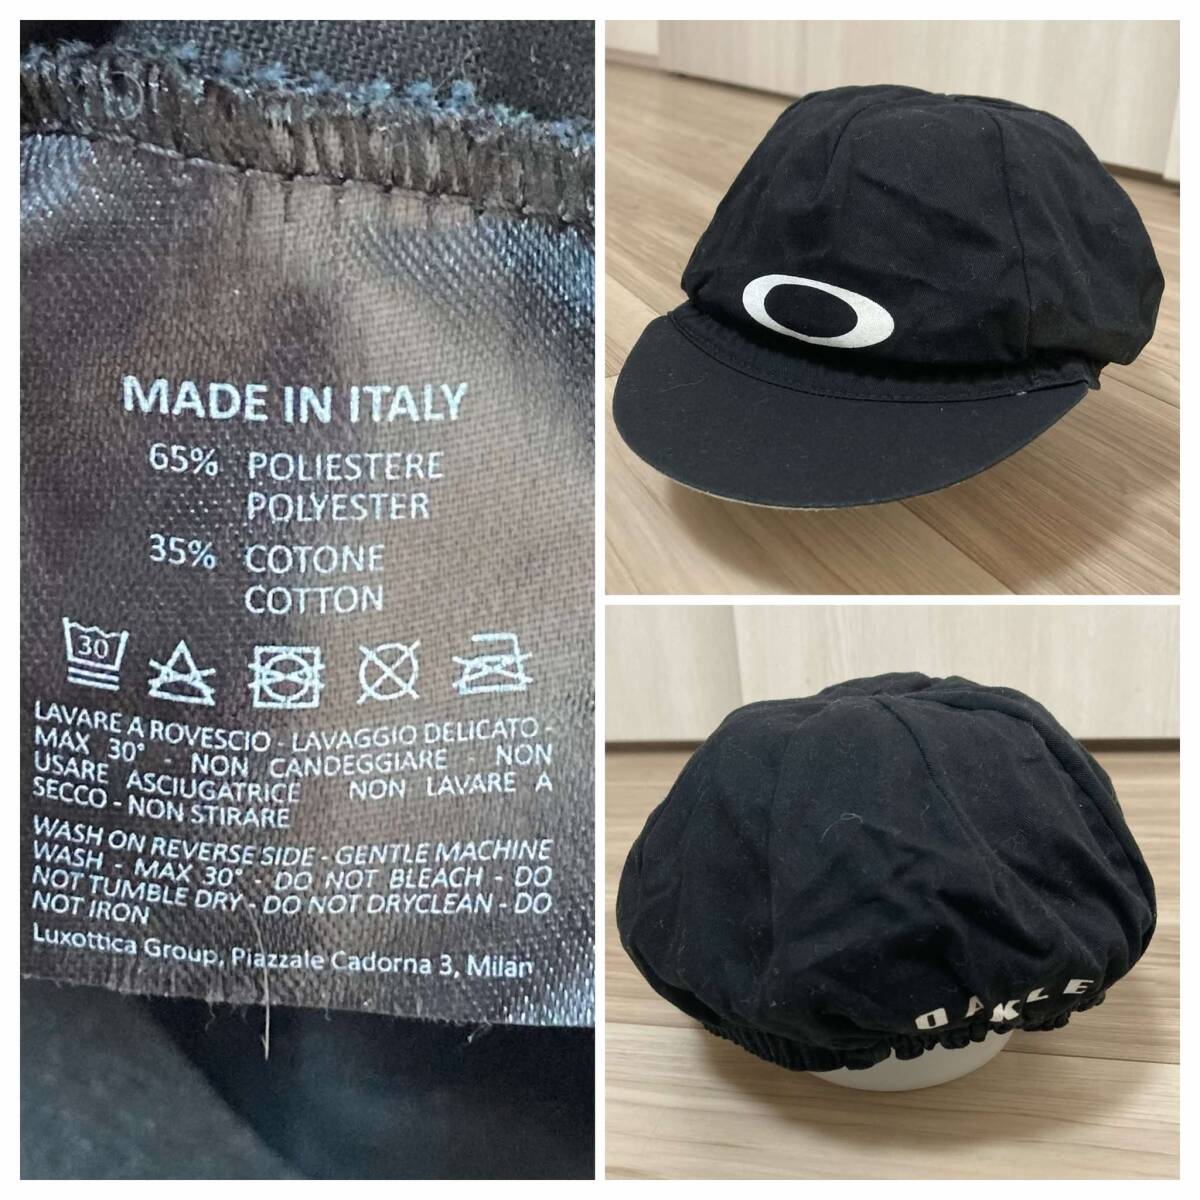 MADE IN ITALY
65% POLIESTERE
POLYESTER
35% COTONE
COTTON
30
LAVARE A ROVESCIO - LAVAGGIO DELICATO -
MAX 30° - NON CANDEGGIARE - NON
USARE ASCIUGATRICE NON LAVARE A
SECCO - NON STIRARE
WASH ON REVERSE SIDE - GENTLE MACHINE
WASH - MAX 30° - DO NOT BLEACH - DO
NOT TUMBLE DRY - DO NOT DRYCLEAN - DO
NOT IRON
Luxottica Group, Piazzale Cadorna 3, Milan
OAKLE